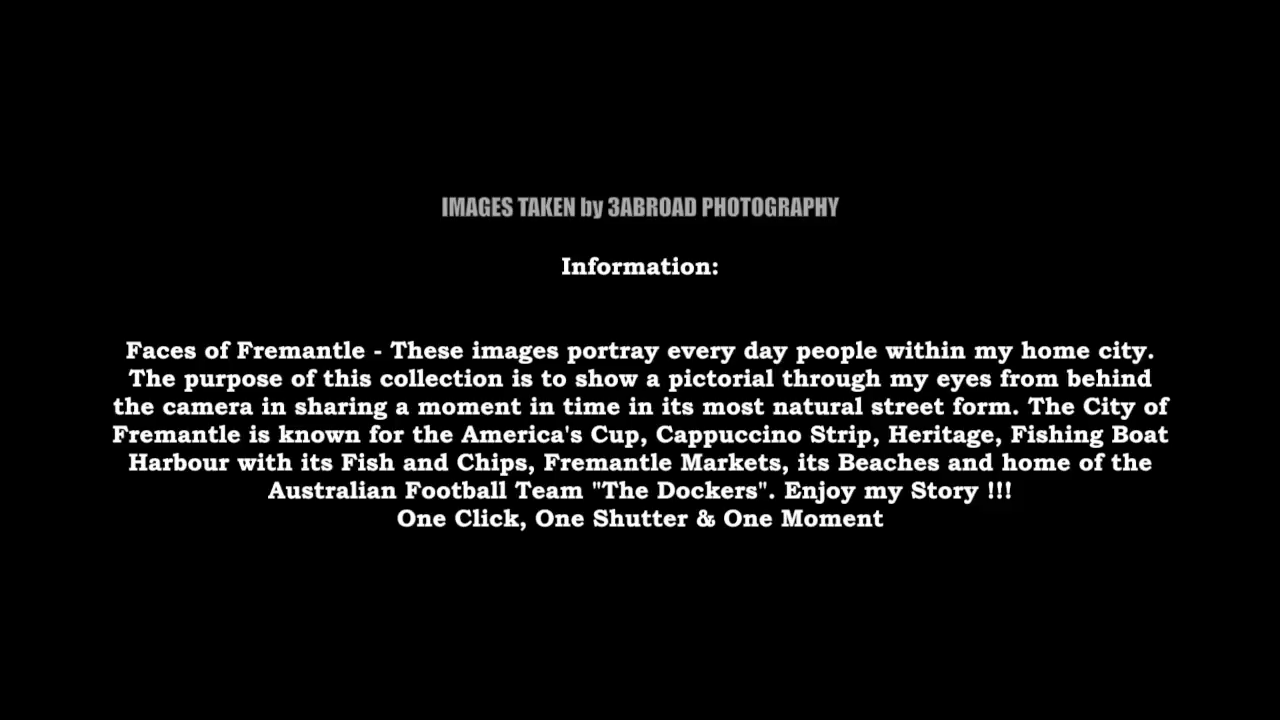 IMAGES TAKEN by 3ABROAD PHOTOGRAPHY
Information:
Faces of Fremantle - These images portray every day people within my home city.
The purpose of this collection is to show a pictorial through my eyes from behind
the camera in sharing a moment in time in its most natural street form. The City of
Fremantle is known for the America's Cup, Cappuccino Strip, Heritage, Fishing Boat
Harbour with its Fish and Chips, Fremantle Markets, its Beaches and home of the
Australian Football Team "The Dockers". Enjoy my Story !!!
One Click, One Shutter & One Moment